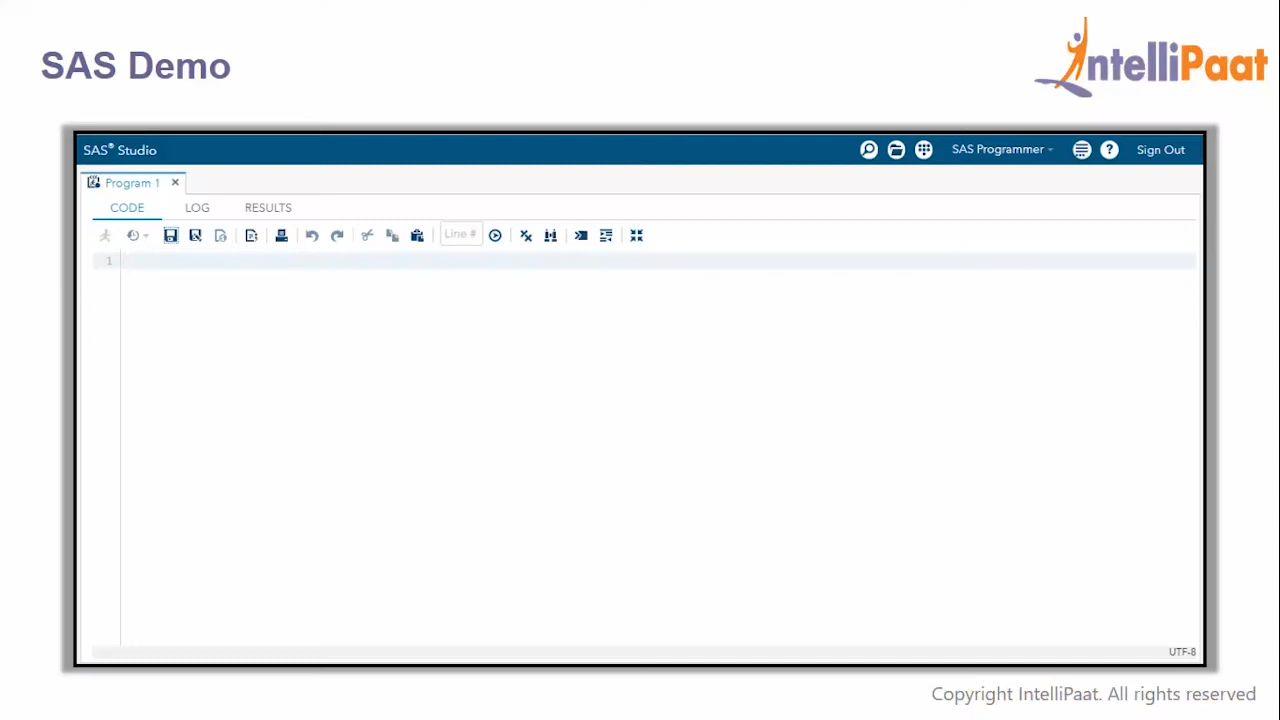 SAS Demo
IntelliPaat
SAS® Studio
SAS Programmer
Sign Out
Program 1
CODE
LOG
RESULTS
Line #
1
UTF-8
Copyright IntelliPaat. All rights reserved